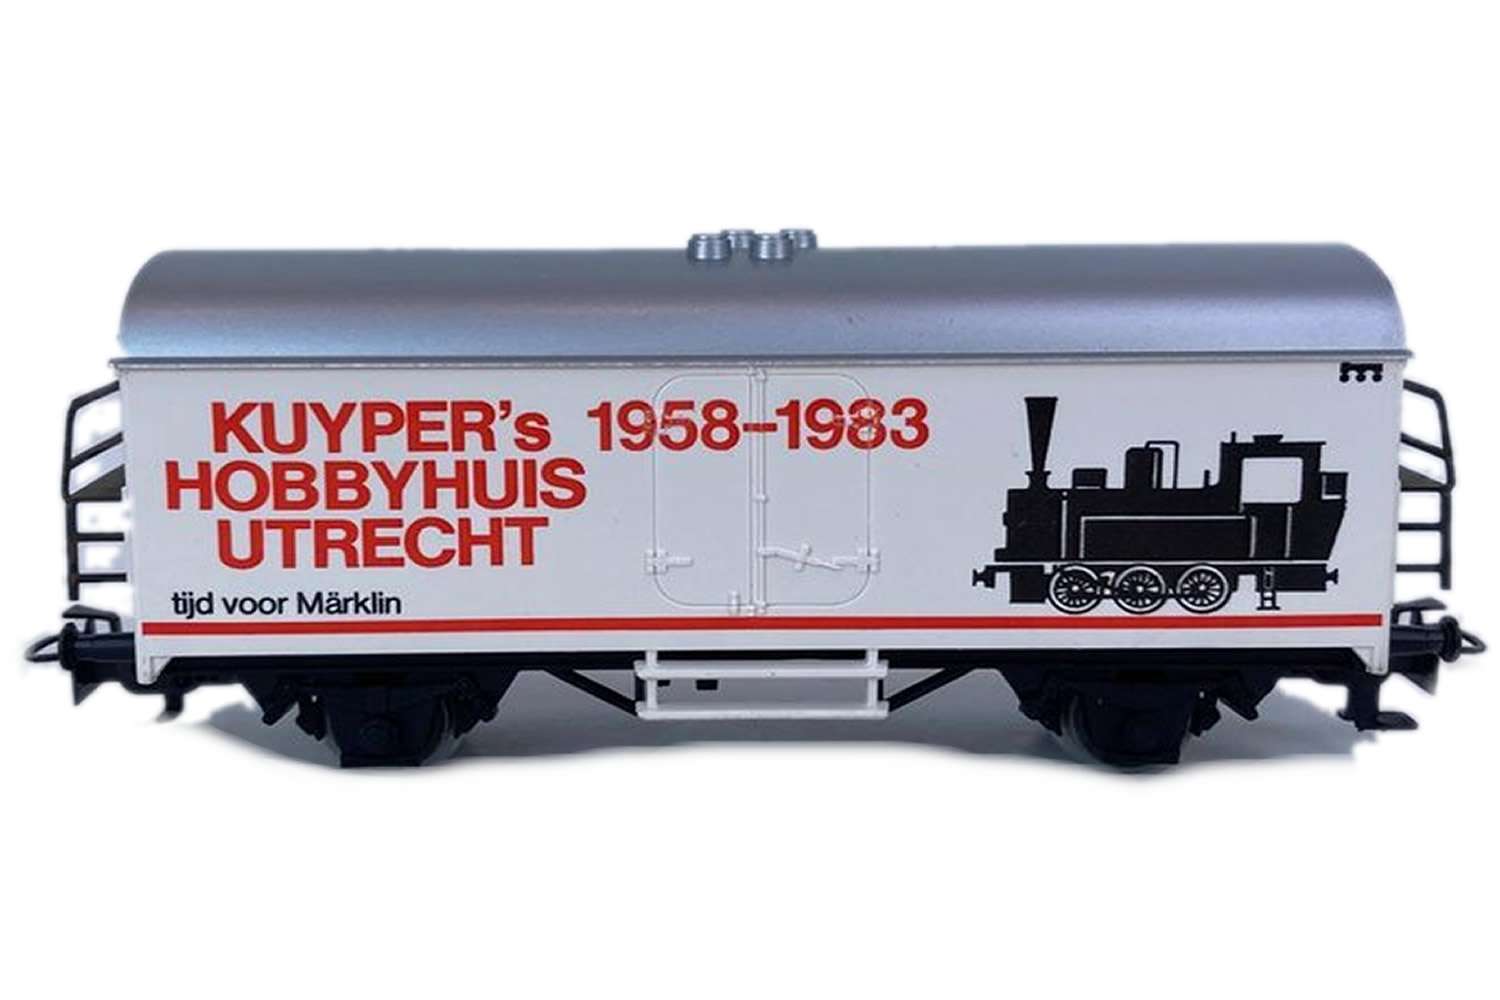 KUYPER's 1958–1983
HOBBYHUIS
UTRECHT
tijd voor Märklin